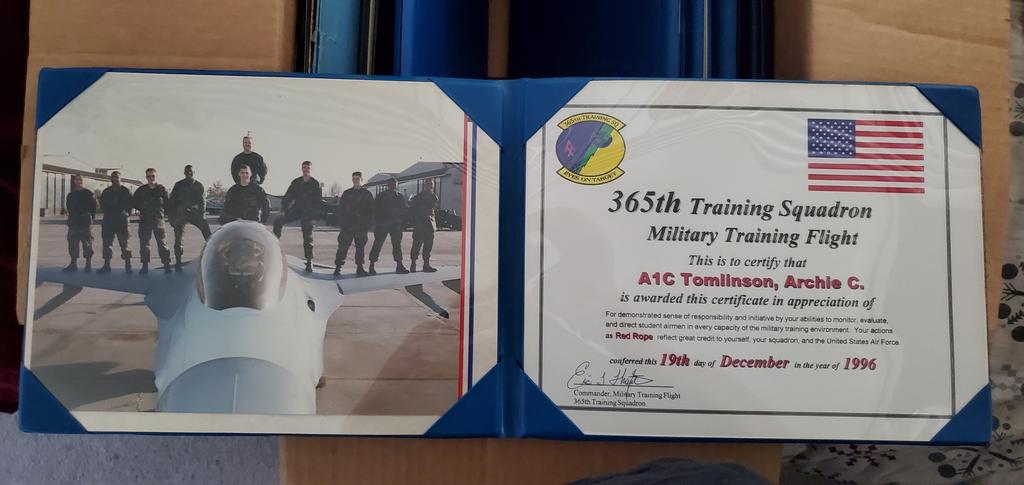 365TH TRAINING SQ
EYES ON TARGET
365th Training Squadron
Military Training Flight
This is to certify that
A1C Tomlinson, Archie C.
is awarded this certificate in appreciation of
For demonstrated sense of responsibility and initiative by your abilities to monitor, evaluate,
and direct student airmen in every capacity of the military training environment. Your actions
as Red Rope reflect great credit to yourself, your squadron, and the United States Air Force.
conferred this 19th day of December in the year of 1996
Commander, Military Training Flight
365th Training Squadron